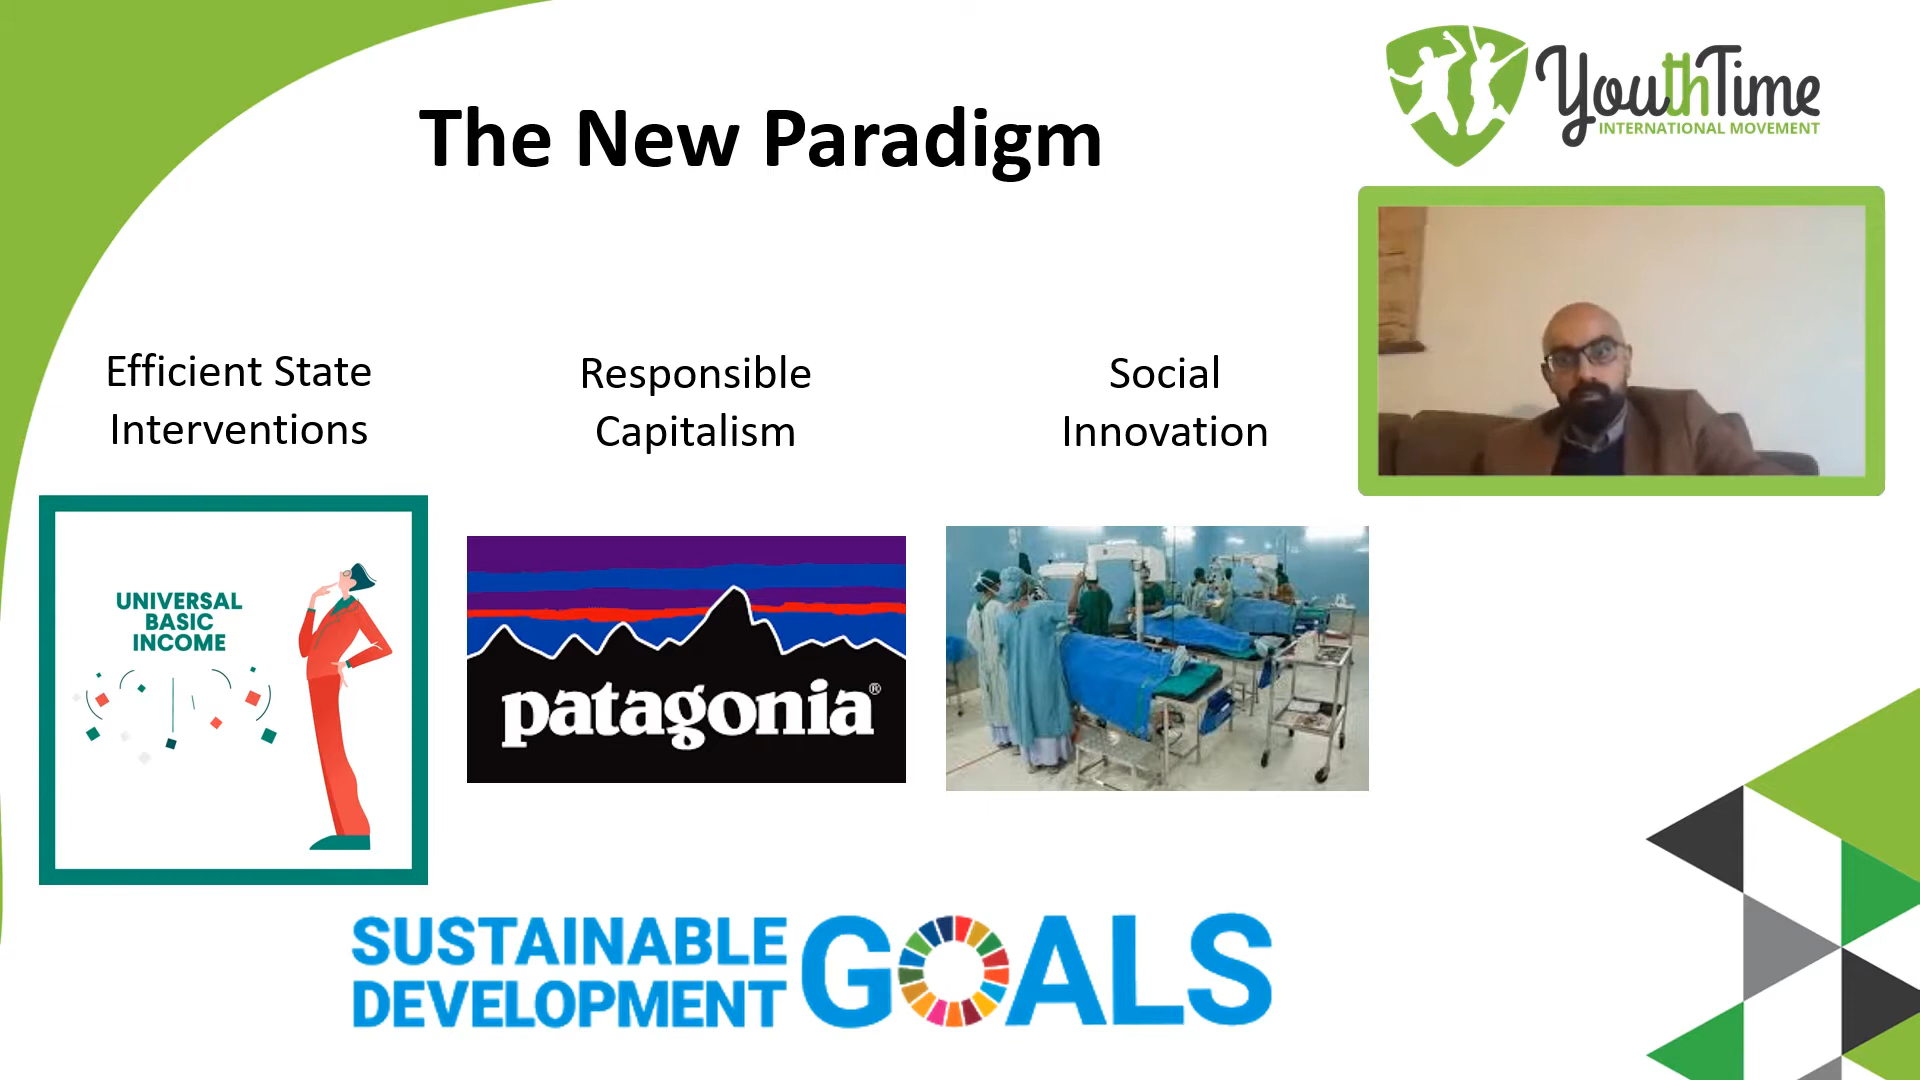 The New Paradigm
YouthTime
INTERNATIONAL MOVEMENT
Efficient State
Interventions
Responsible
Capitalism
Social
Innovation
UNIVERSAL
BASIC
INCOME
patagonia®
SUSTAINABLE
DEVELOPMENT
GOALS